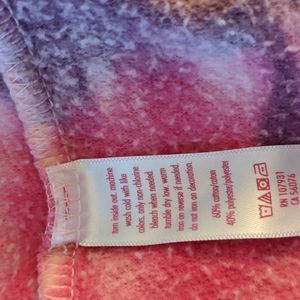 turn inside out. machine
wash cold with like
colors. only non-chlorine
bleach when needed.
tumble dry low. warm
iron on reverse if needed.
do not iron on decoration.
60% cotton/coton
40% polyester/polyester
RN 107931
CA 54076